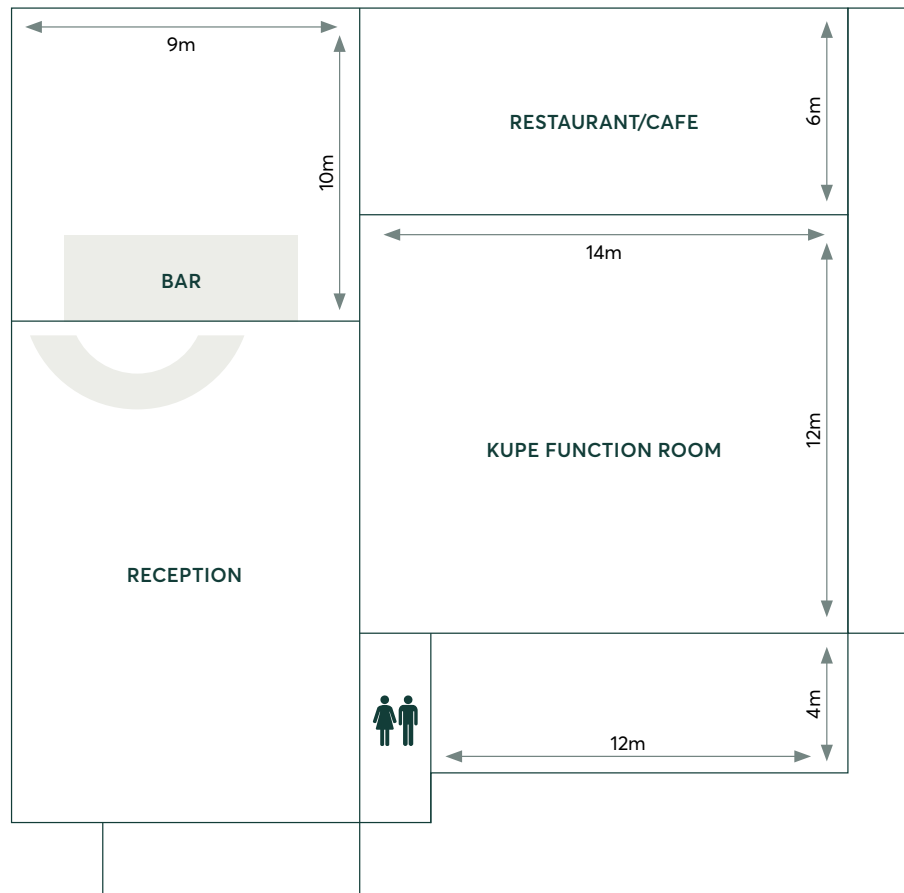 9m
10m
BAR
RESTAURANT/CAFE
6m
14m
12m
KUPE FUNCTION ROOM
RECEPTION
4m
12m